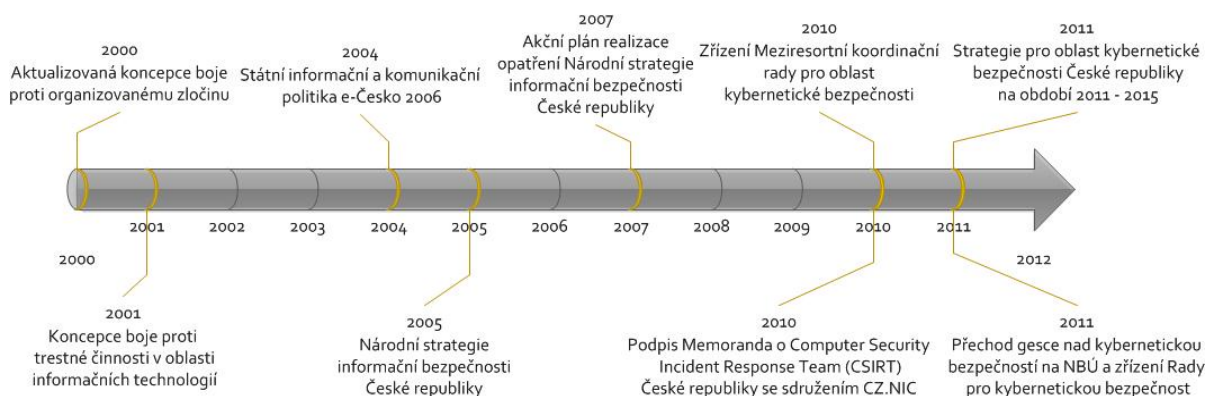 2000
Aktualizovaná koncepce boje
proti organizovanému zločinu
2004
Státní informační a komunikační
politika e-Česko 2006
2007
Akční plán realizace
opatření Národní strategie
informační bezpečnosti
České republiky
2010
Zřízení Meziresortní koordinační
rady pro oblast
kybernetické bezpečnosti
2011
Strategie pro oblast kybernetické
bezpečnosti České republiky
na období 2011 - 2015
2001
2002
2003
2004
2005
2006
2007
2008
2009
2010
2011
2000
2012
2001
Koncepce boje proti
trestné činnosti v oblasti
informačních technologií
2005
Národní strategie
informační bezpečnosti
České republiky
2010
Podpis Memoranda o Computer Security
Incident Response Team (CSIRT)
České republiky se sdružením CZ.NIC
2011
Přechod gesce nad kybernetickou
bezpečností na NBÚ a zřízení Rady
pro kybernetickou bezpečnost